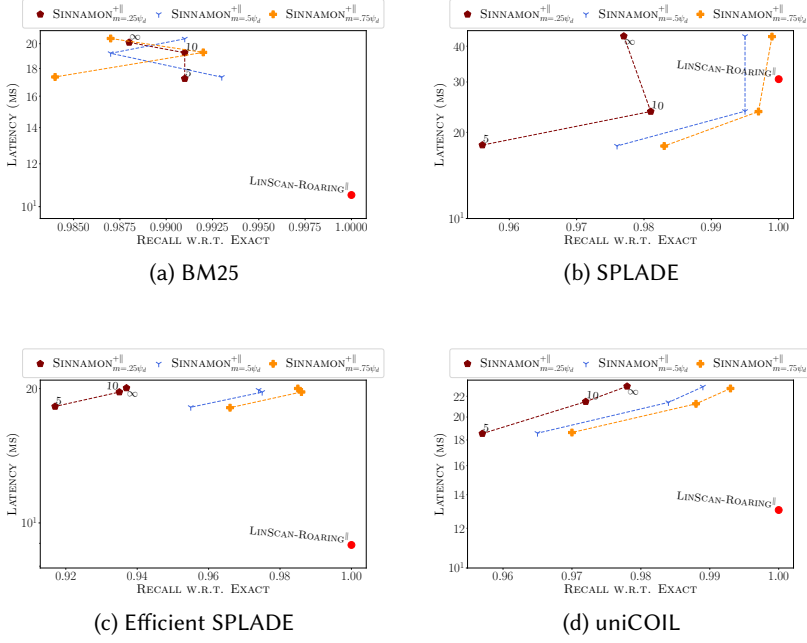 SINNAMON+∥ m=.25ψd SINNAMON+∥ m=.5ψd SINNAMON+∥ m=.75ψd
20
18
16
14
12
10¹
LATENCY (MS)
∞
10
5
LINSCAN-ROARING∥
0.9850 0.9875 0.9900 0.9925 0.9950 0.9975 1.0000
RECALL W.R.T. EXACT
(a) BM25
SINNAMON+∥ m=.25ψd SINNAMON+∥ m=.5ψd SINNAMON+∥ m=.75ψd
40
30
20
10¹
LATENCY (MS)
∞
10
5
LINSCAN-ROARING∥
0.96 0.97 0.98 0.99 1.00
RECALL W.R.T. EXACT
(b) SPLADE
SINNAMON+∥ m=.25ψd SINNAMON+∥ m=.5ψd SINNAMON+∥ m=.75ψd
20
10¹
LATENCY (MS)
10
∞
5
LINSCAN-ROARING∥
0.92 0.94 0.96 0.98 1.00
RECALL W.R.T. EXACT
(c) Efficient SPLADE
SINNAMON+∥ m=.25ψd SINNAMON+∥ m=.5ψd SINNAMON+∥ m=.75ψd
22
20
18
16
14
12
10¹
LATENCY (MS)
∞
10
5
LINSCAN-ROARING∥
0.96 0.97 0.98 0.99 1.00
RECALL W.R.T. EXACT
(d) uniCOIL